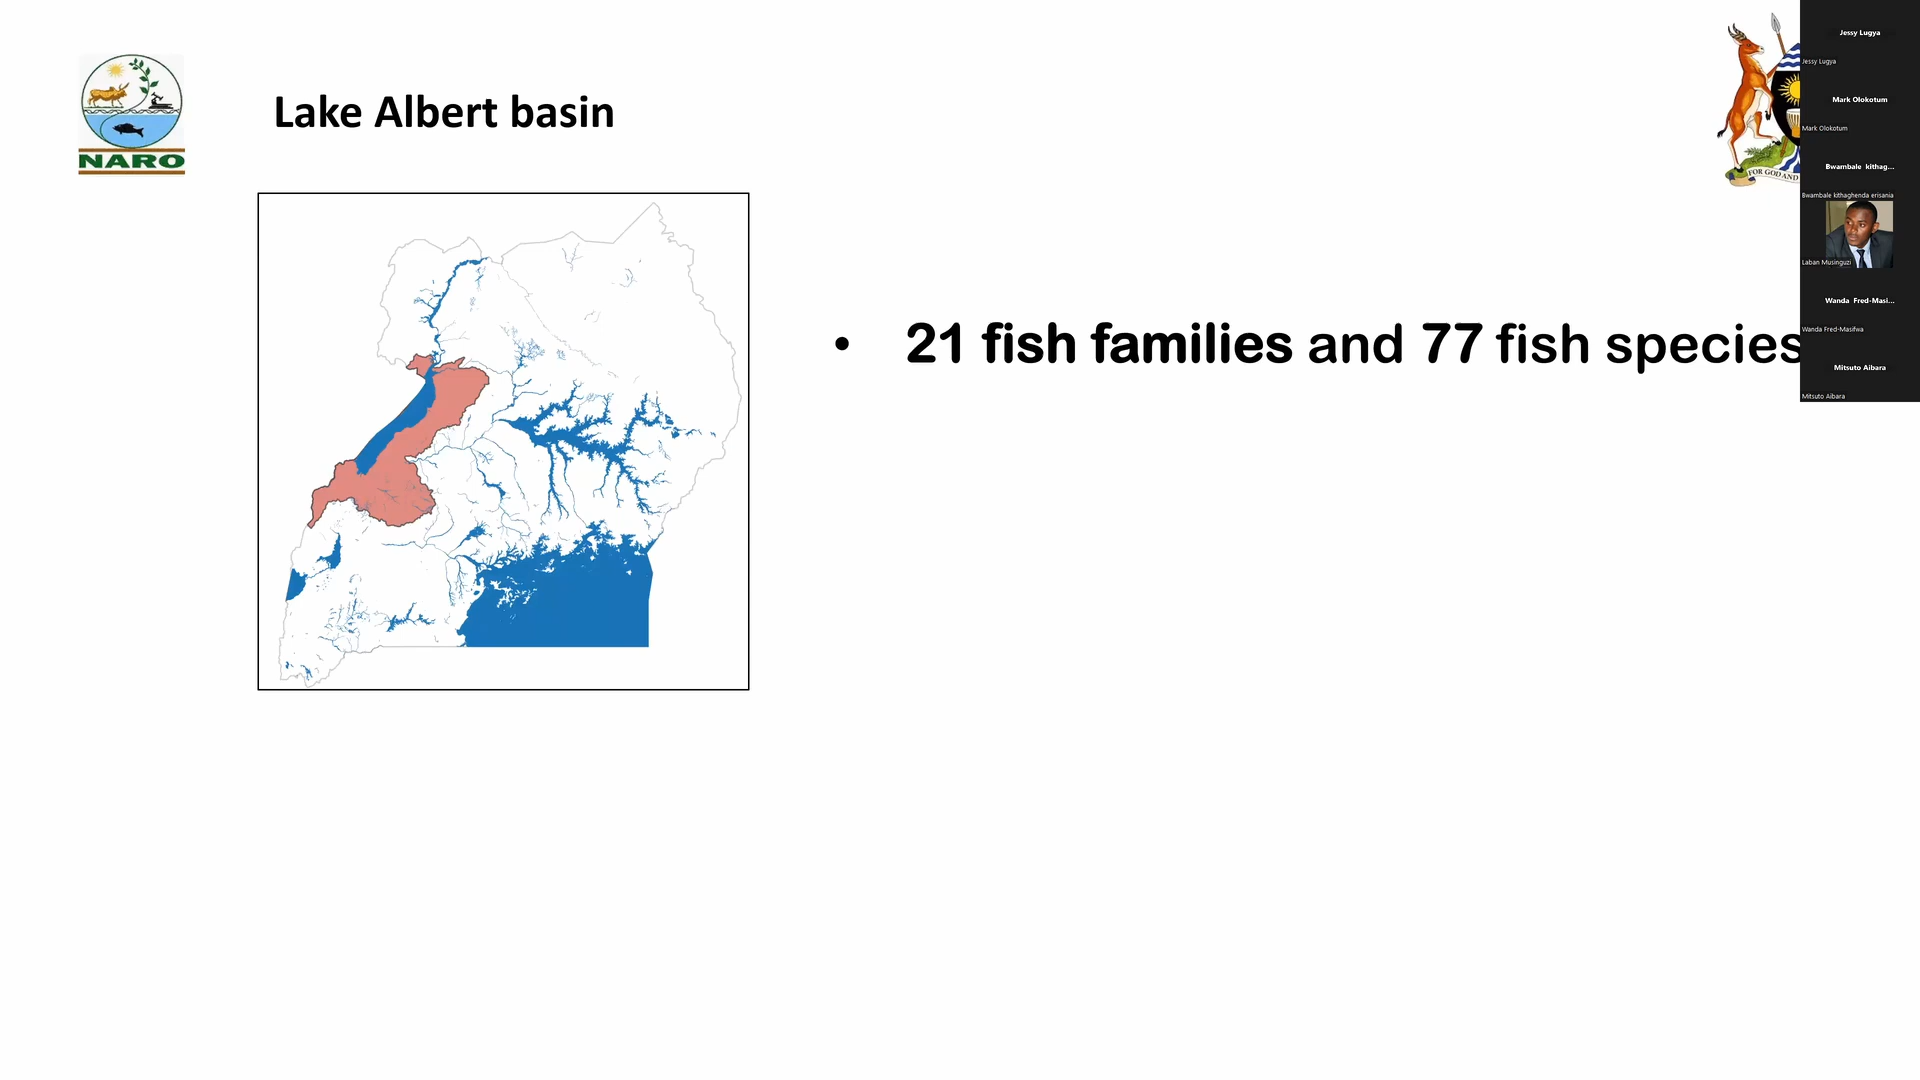 NARO
Lake Albert basin
FOR GOD AND
• 21 fish families and 77 fish species
Jessy Lugya
Jessy Lugya
Mark Olokotum
Mark Olokotum
Bwambale kithag...
Bwambale kithaghenda erisania
Laban Musinguzi
Wanda Fred-Masi...
Wanda Fred-Masifwa
Mitsuto Aibara
Mitsuto Aibara